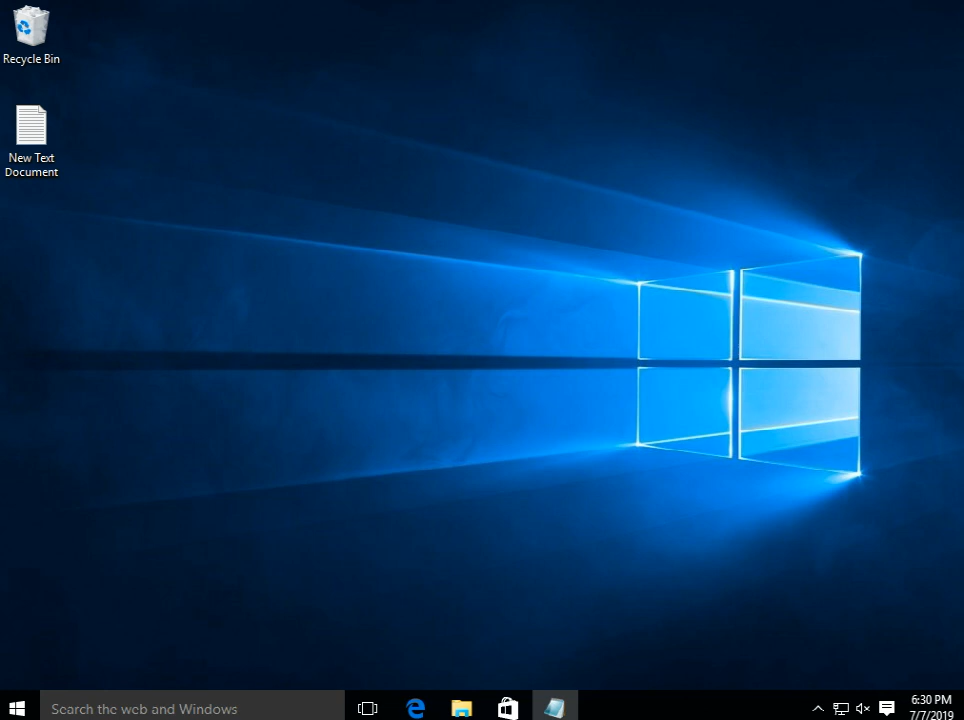 Recycle Bin
New Text
Document
Search the web and Windows
6:30 PM
7/7/2019